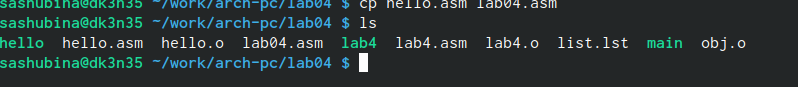 sashubina@dk3n35 ~/work/arch-pc/lab04 $ cp hello.asm lab04.asm
sashubina@dk3n35 ~/work/arch-pc/lab04 $ ls
hello hello.asm hello.o lab04.asm lab4 lab4.asm lab4.o list.lst main obj.o
sashubina@dk3n35 ~/work/arch-pc/lab04 $